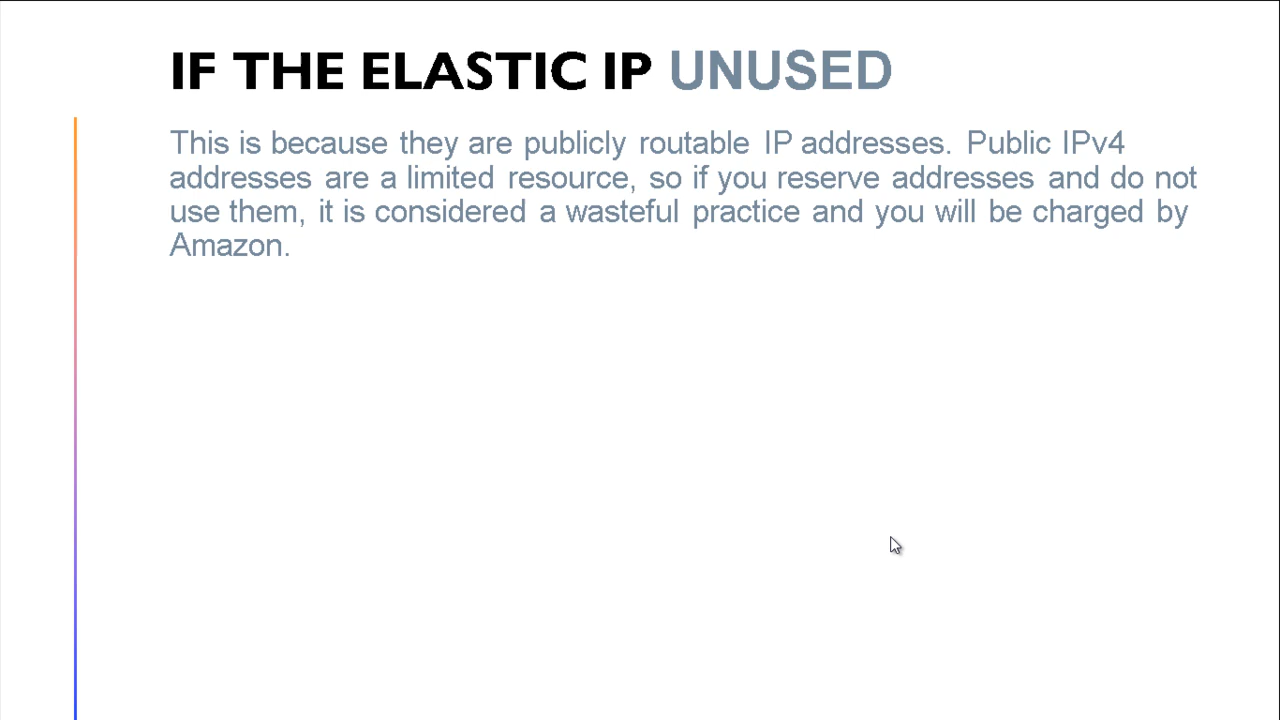 IF THE ELASTIC IP UNUSED
This is because they are publicly routable IP addresses. Public IPv4
addresses are a limited resource, so if you reserve addresses and do not
use them, it is considered a wasteful practice and you will be charged by
Amazon.